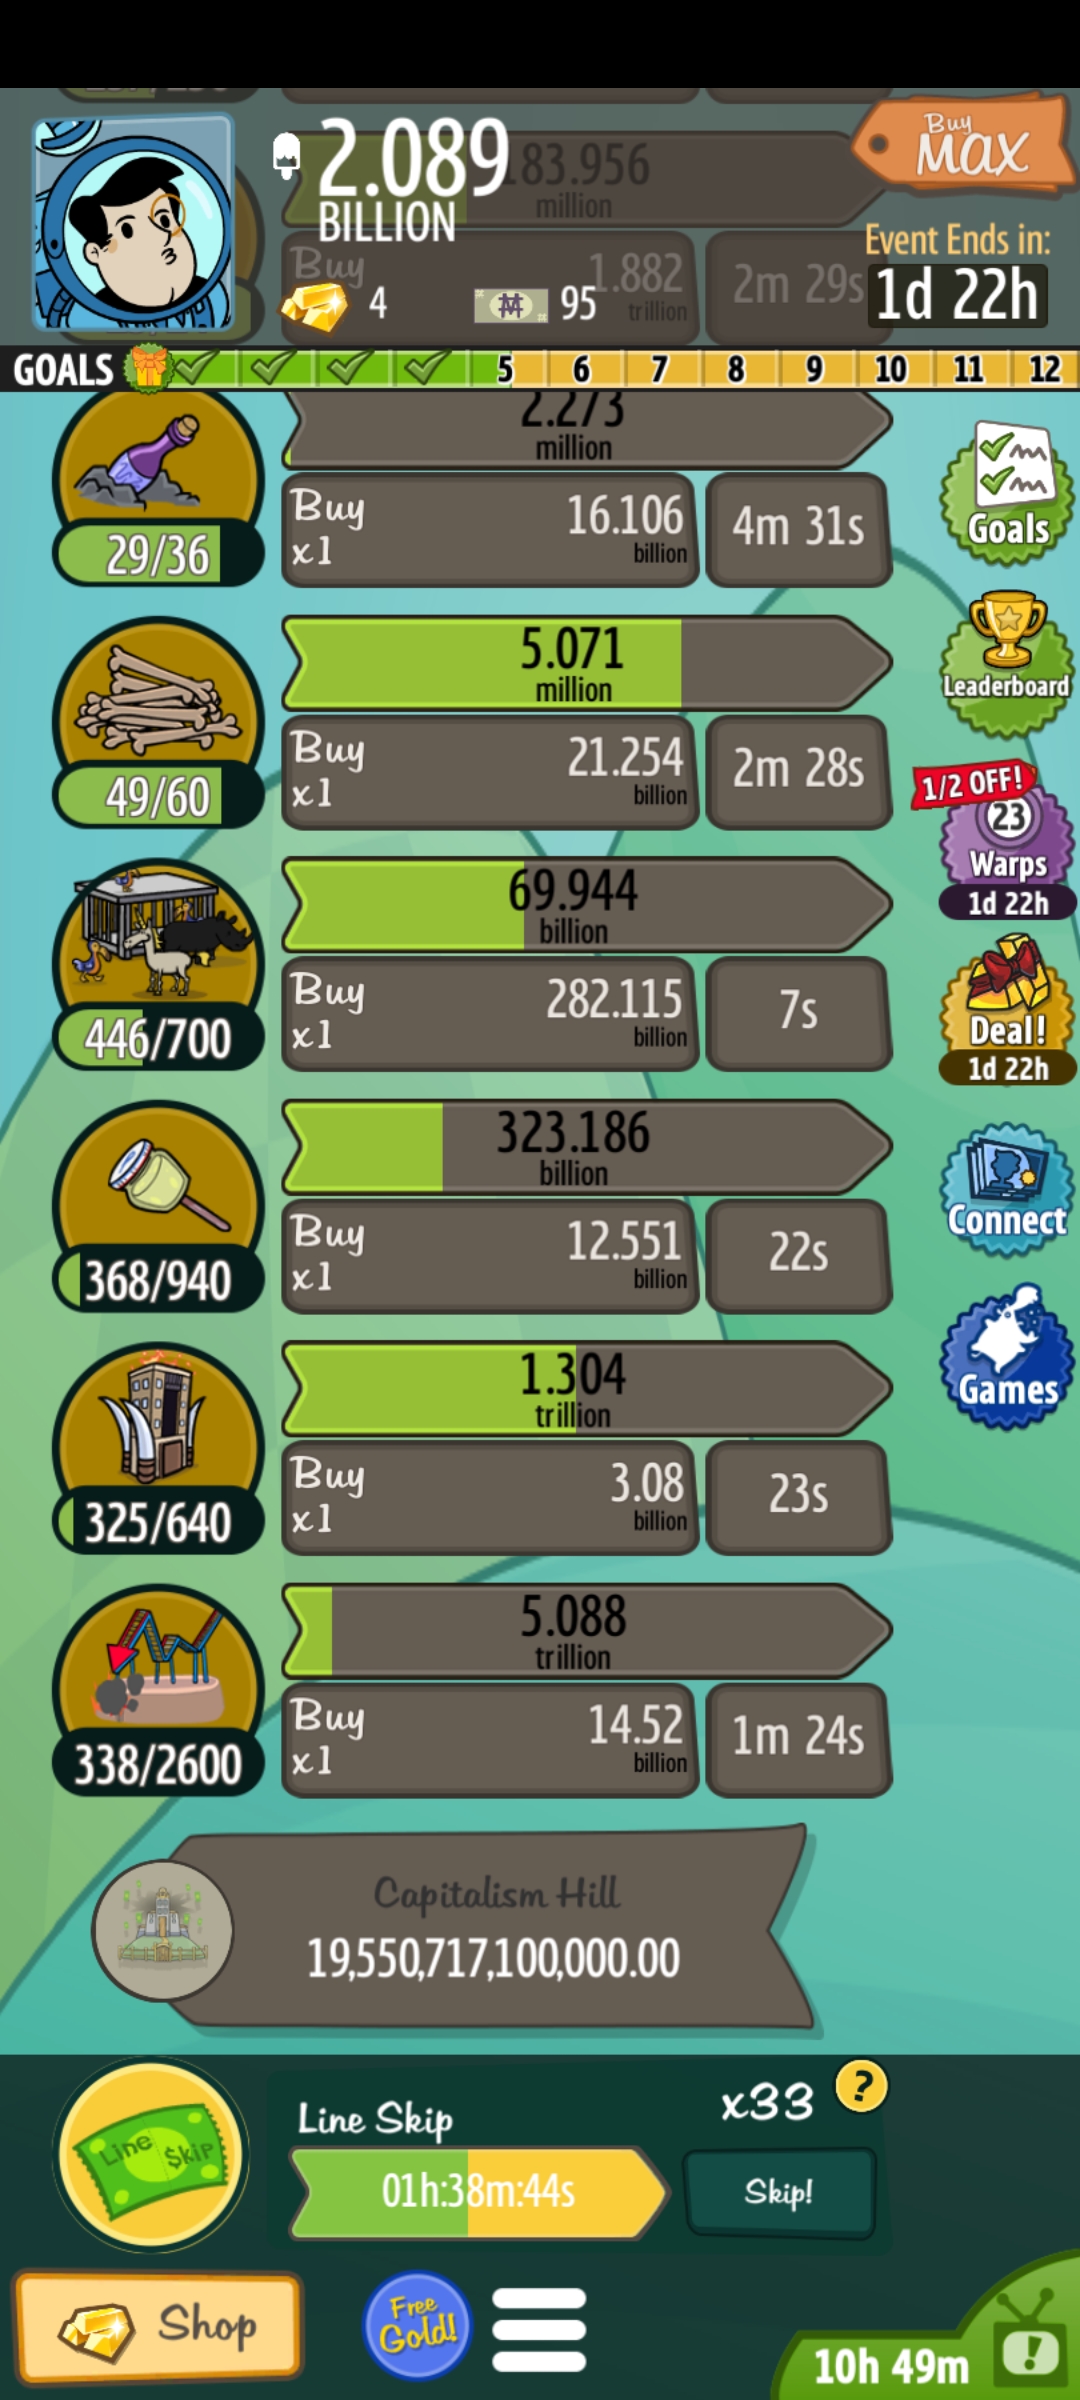 2.089
BILLION
83.956
million
Buy
MAX
Event Ends in:
1d 22h
Buy
1.882
trillion
2m 29s
4
95
GOALS
5 6 7 8 9 10 11 12
2.273
million
Buy
x1
16.106
billion
4m 31s
29/36
Goals
5.071
million
Buy
x1
21.254
billion
2m 28s
49/60
Leaderboard
1/2 OFF!
23
Warps
1d 22h
69.944
billion
Buy
x1
282.115
billion
7s
446/700
Deal!
1d 22h
323.186
billion
Buy
x1
12.551
billion
22s
368/940
Connect
1.304
trillion
Buy
x1
3.08
billion
23s
325/640
Games
5.088
trillion
Buy
x1
14.52
billion
1m 24s
338/2600
Capitalism Hill
19,550,717,100,000.00
Line $kip
Line Skip
x33
?
01h:38m:44s
Skip!
Shop
Free
Gold!
10h 49m
!